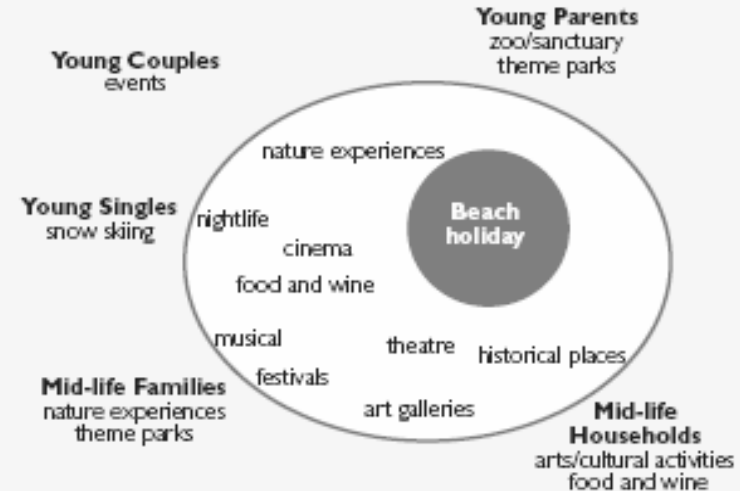 Young Parents
zoo/sanctuary
theme parks
Young Couples
events
nature experiences
Young Singles
snow skiing
nightlife
Beach
holiday
cinema
food and wine
musical
theatre
historical places
festivals
Mid-life Families
nature experiences
theme parks
art galleries
Mid-life
Households
arts/cultural activities
food and wine